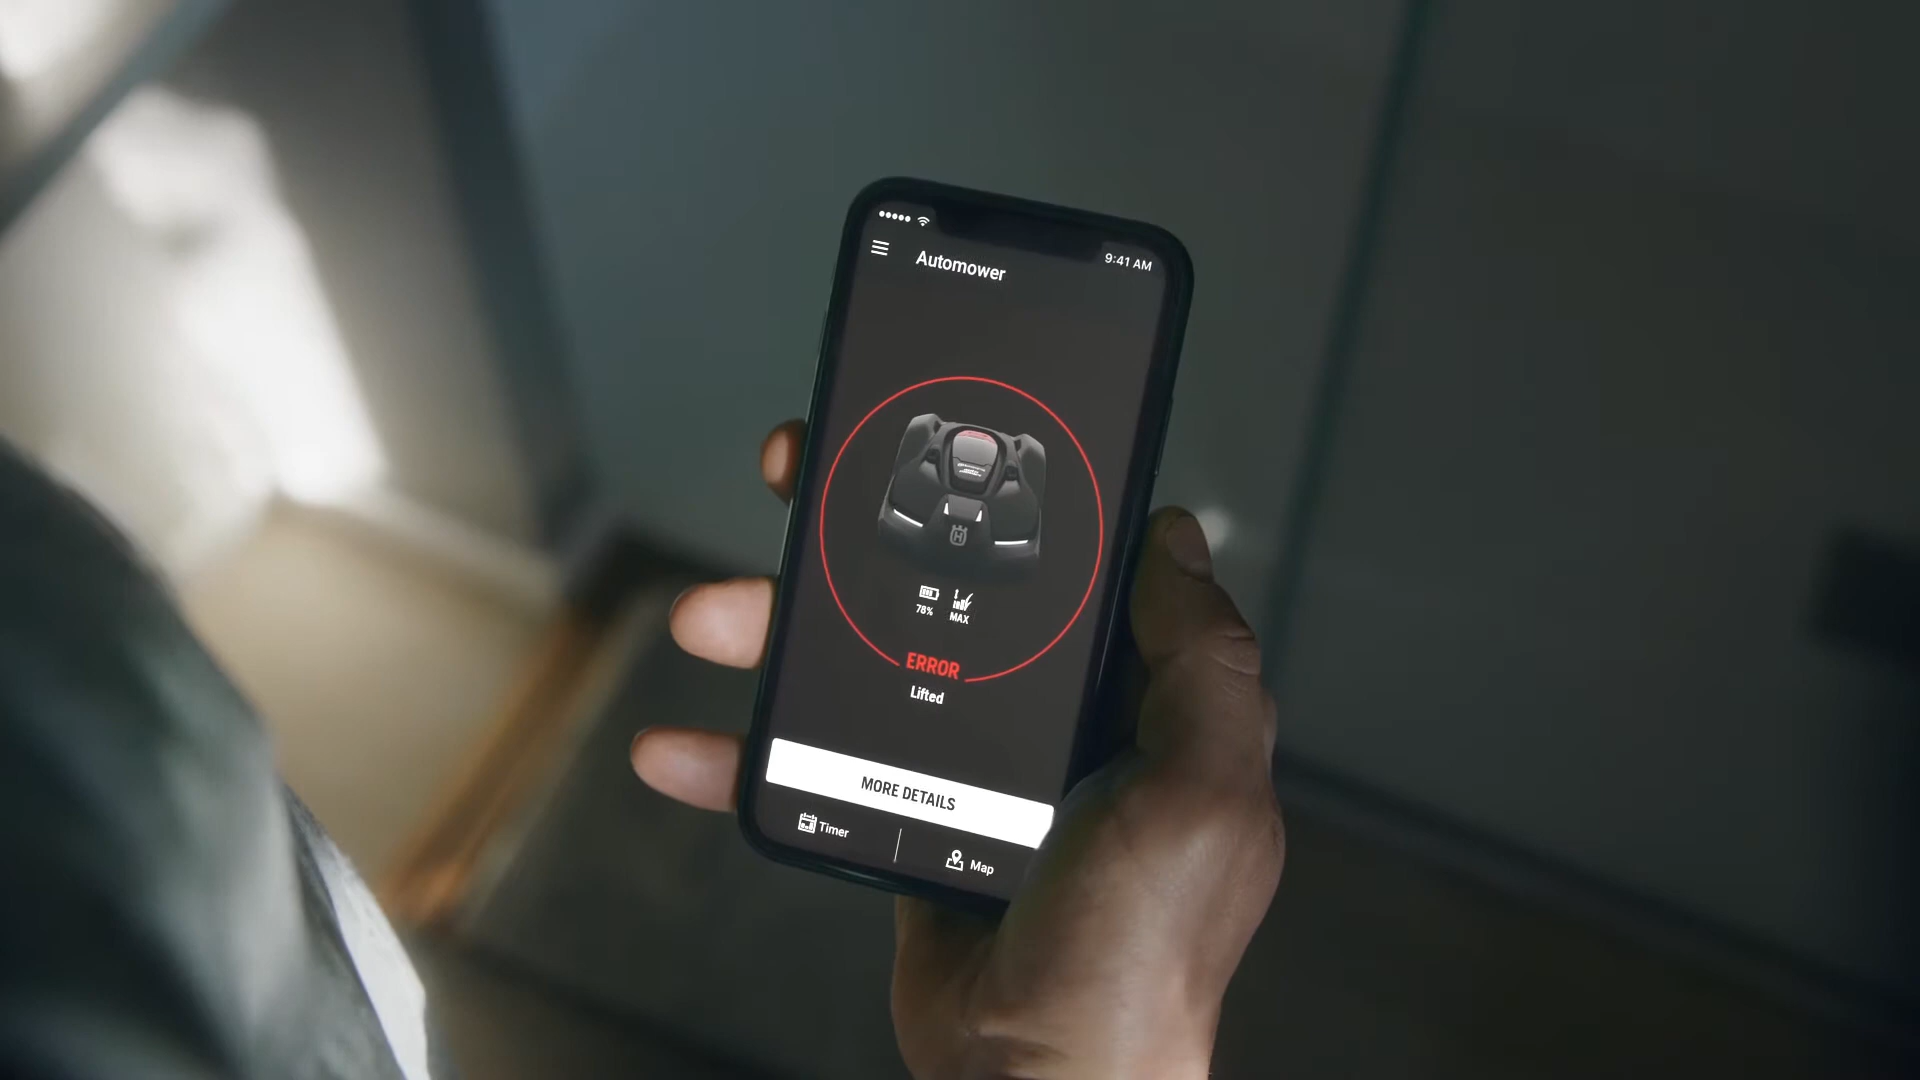 9:41 AM
Automower
78%
MAX
ERROR
Lifted
MORE DETAILS
Timer
Map